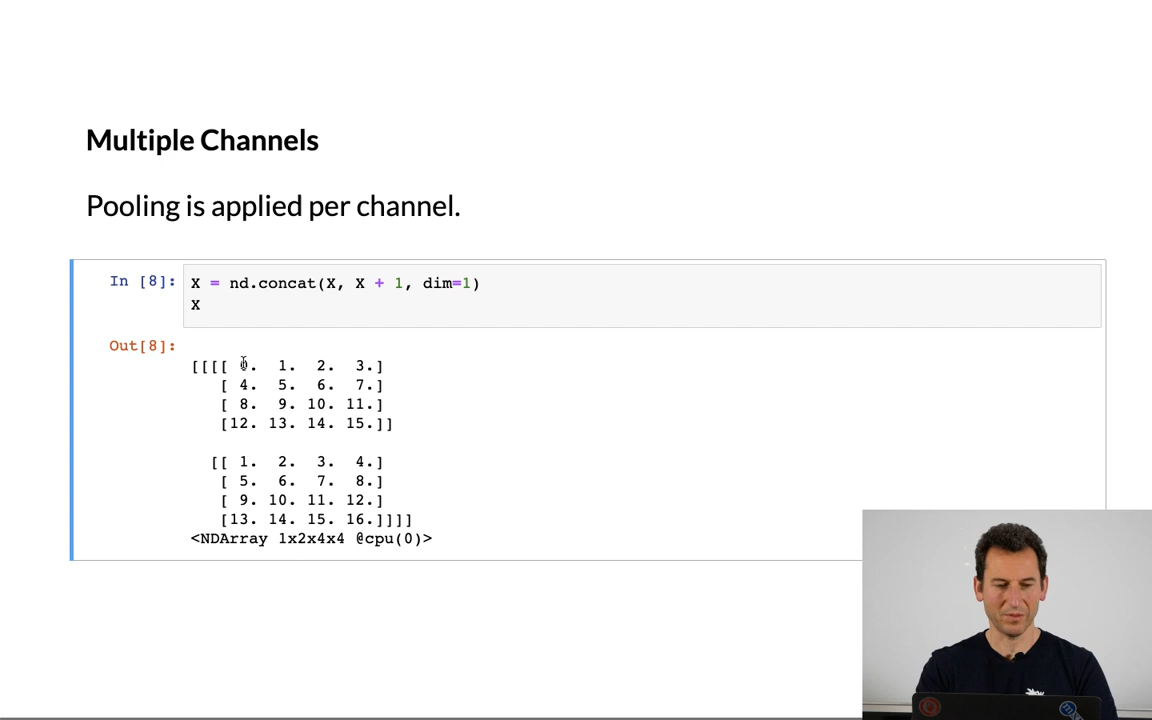 Multiple Channels
Pooling is applied per channel.
In [8]: X = nd.concat(X, X + 1, dim=1)
X
Out[8]:
[[[[ 0. 1. 2. 3.]
[ 4. 5. 6. 7.]
[ 8. 9. 10. 11.]
[12. 13. 14. 15.]]
[[ 1. 2. 3. 4.]
[ 5. 6. 7. 8.]
[ 9. 10. 11. 12.]
[13. 14. 15. 16.]]]]
<NDArray 1x2x4x4 @cpu(0)>